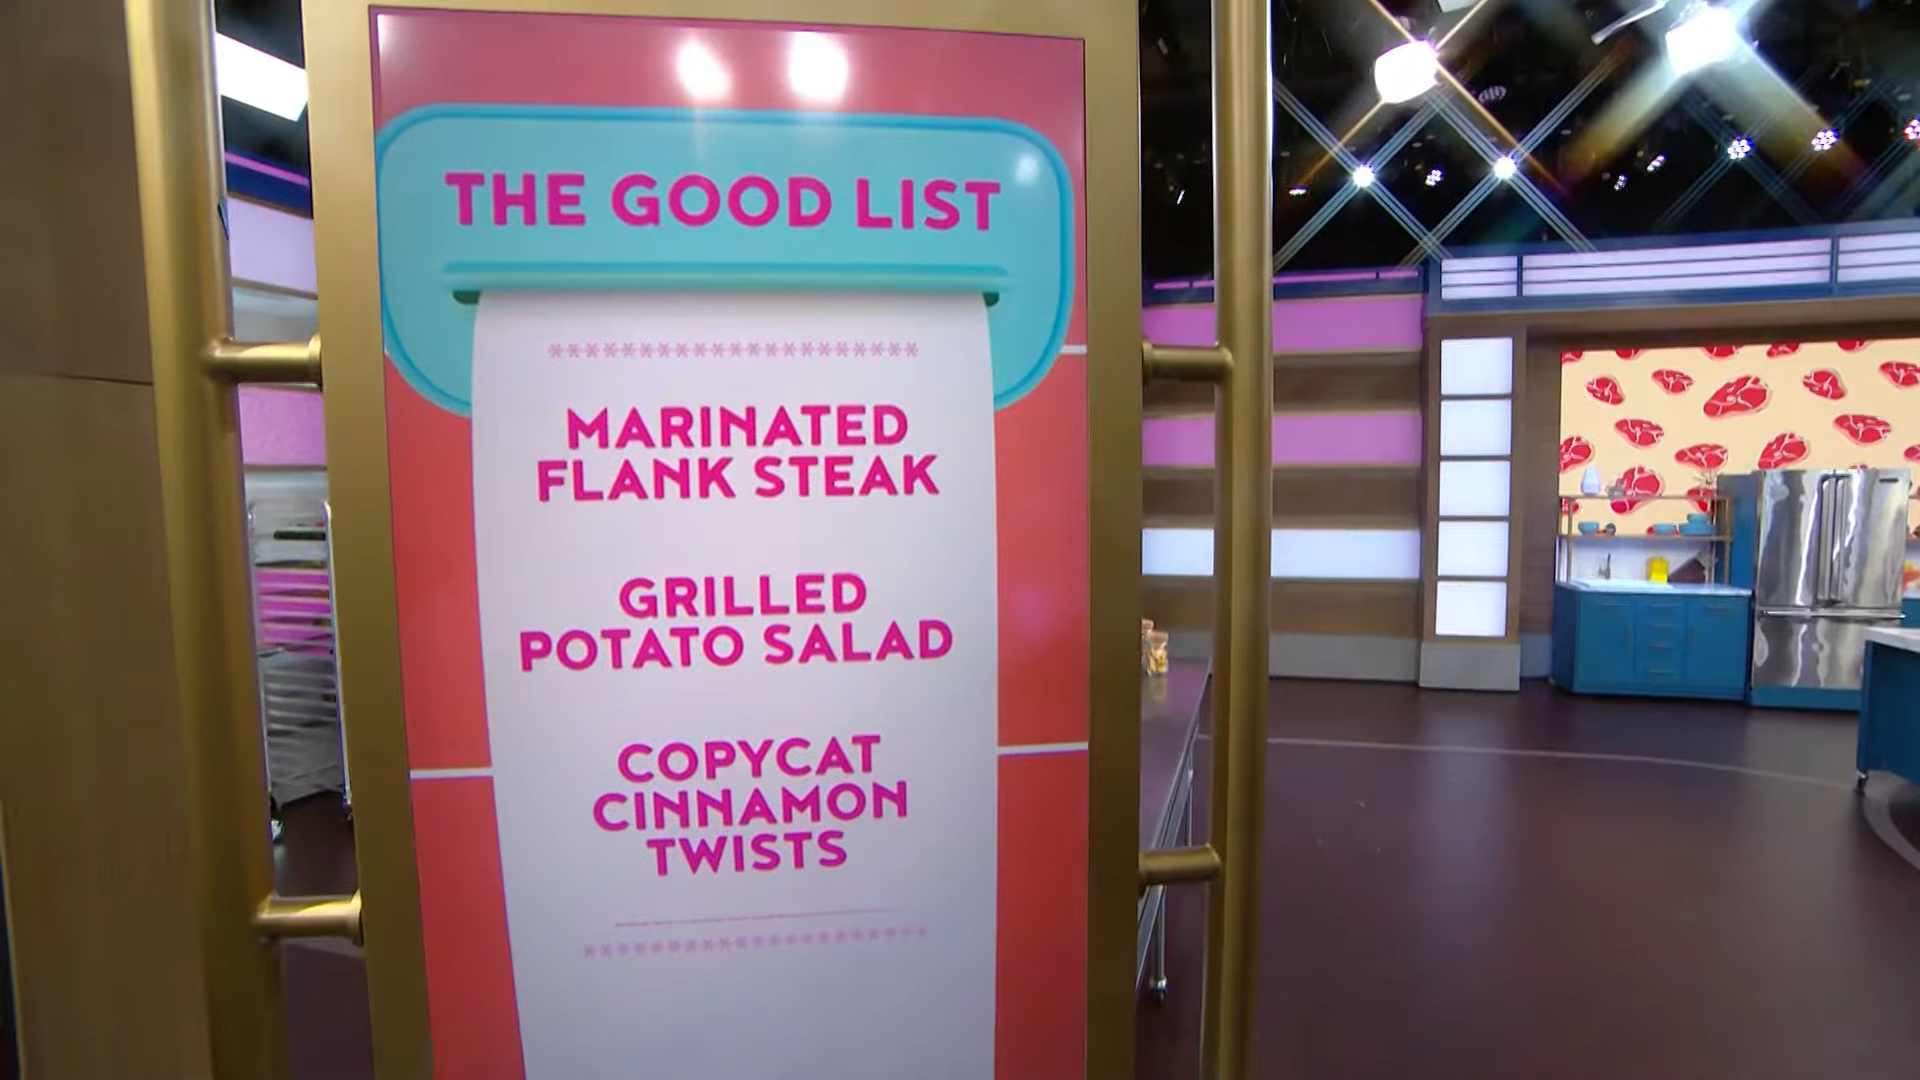 THE GOOD LIST
********************
MARINATED
FLANK STEAK
GRILLED
POTATO SALAD
COPYCAT
CINNAMON
TWISTS
********************